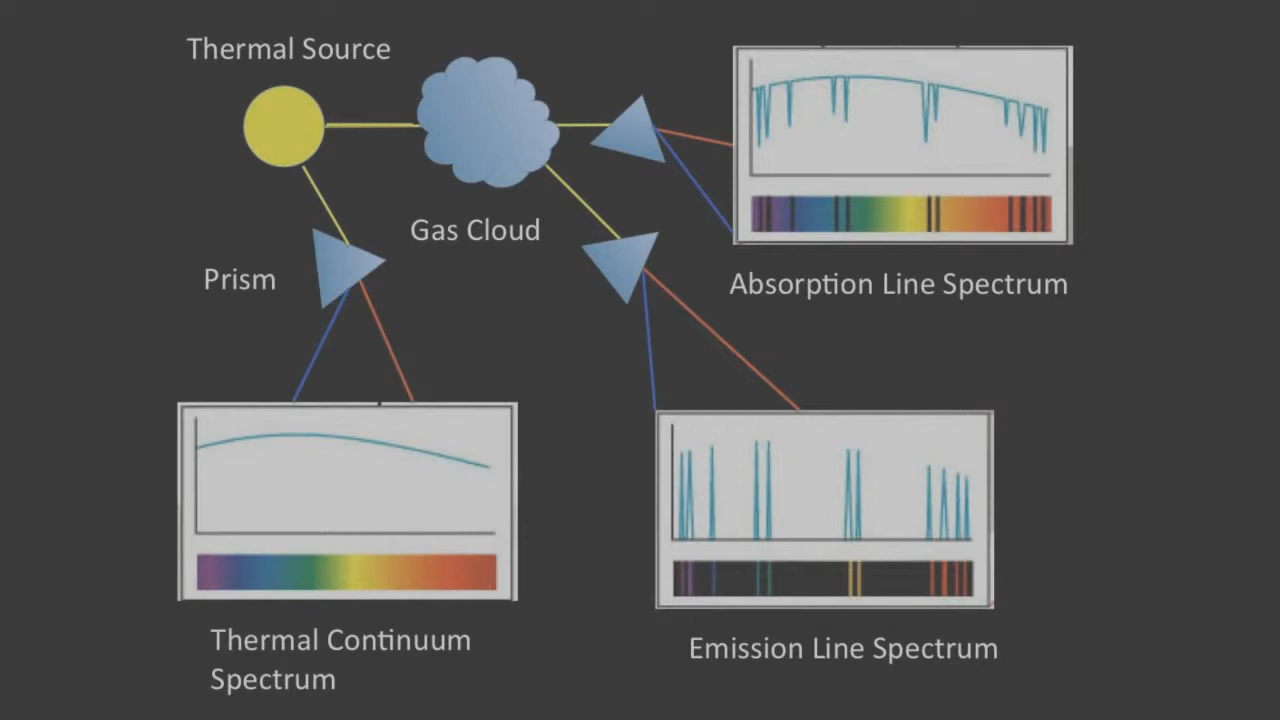 Thermal Source
Gas Cloud
Prism
Absorption Line Spectrum
Thermal Continuum
Spectrum
Emission Line Spectrum